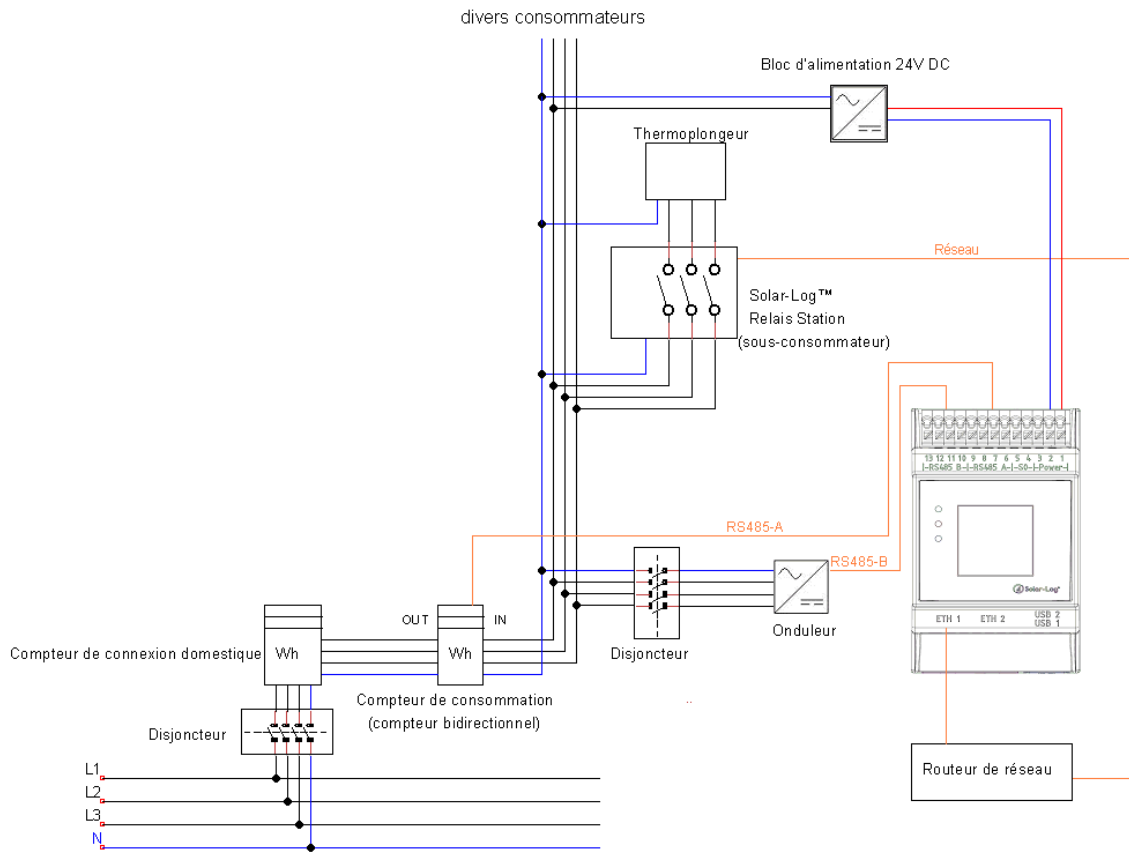 divers consommateurs
Bloc d'alimentation 24V DC
Thermoplongeur
Réseau
Solar-Log™
Relais Station
(sous-consommateur)
13 12 11 10 9 8 7 6 5 4 3 2 1
|-RS485 B-|-RS485 A-|-S0-|-Power-|
RS485-A
RS485-B
Solar-Log®
OUT
IN
ETH 1
ETH 2
USB 2
USB 1
Onduleur
Compteur de connexion domestique
Wh
Wh
Disjoncteur
Compteur de consommation
(compteur bidirectionnel)
..
Disjoncteur
Routeur de réseau
L1
L2
L3
N